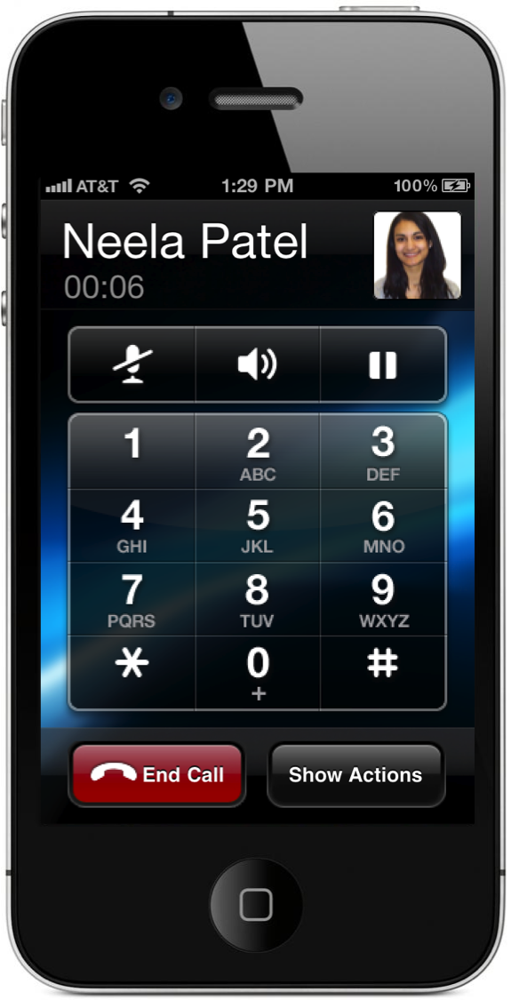 AT&T 1:29 PM 100%
Neela Patel
00:06
1 2 3
ABC DEF
4 5 6
GHI JKL MNO
7 8 9
PQRS TUV WXYZ
* 0 #
+
End Call Show Actions